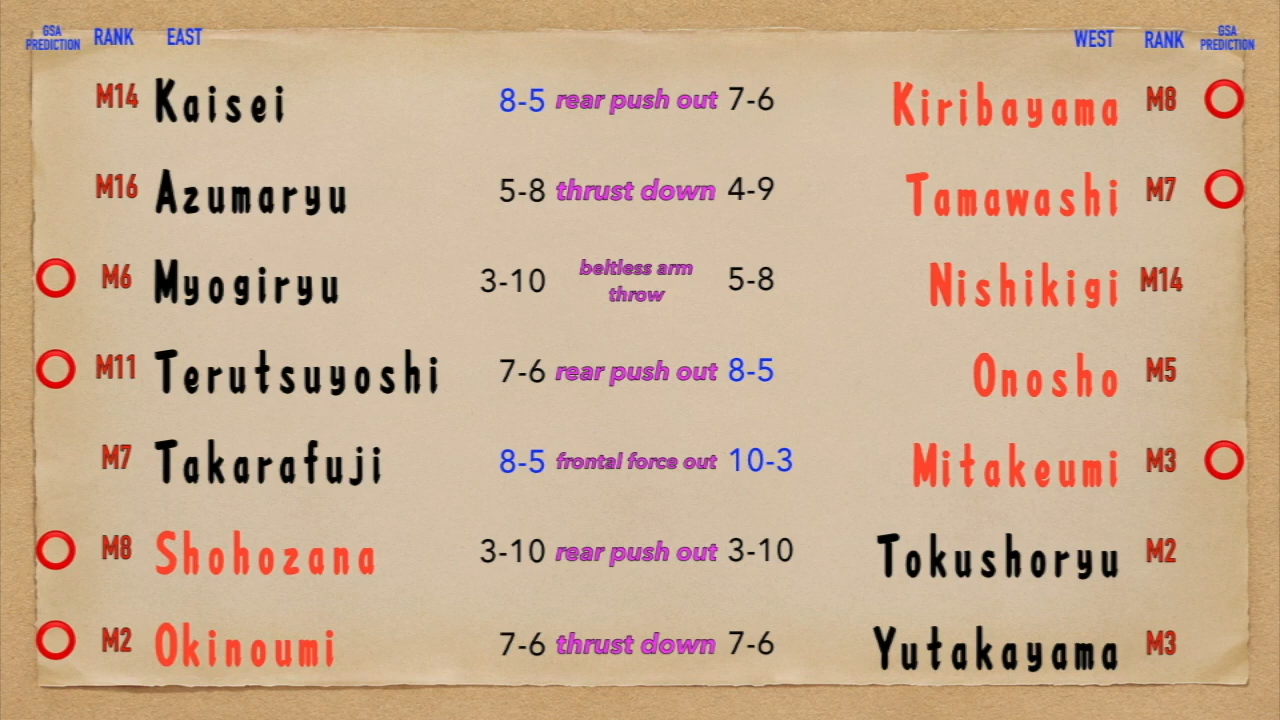 GSA PREDICTION RANK EAST WEST RANK GSA PREDICTION
M14 Kaisei 8-5 rear push out 7-6 Kiribayama M8
M16 Azumaryu 5-8 thrust down 4-9 Tamawashi M7
M6 Myogiryu 3-10 beltless arm throw 5-8 Nishikigi M14
M11 Terutsuyoshi 7-6 rear push out 8-5 Onosho M5
M7 Takarafuji 8-5 frontal force out 10-3 Mitakeumi M3
M8 Shohozana 3-10 rear push out 3-10 Tokushoryu M2
M2 Okinoumi 7-6 thrust down 7-6 Yutakayama M3